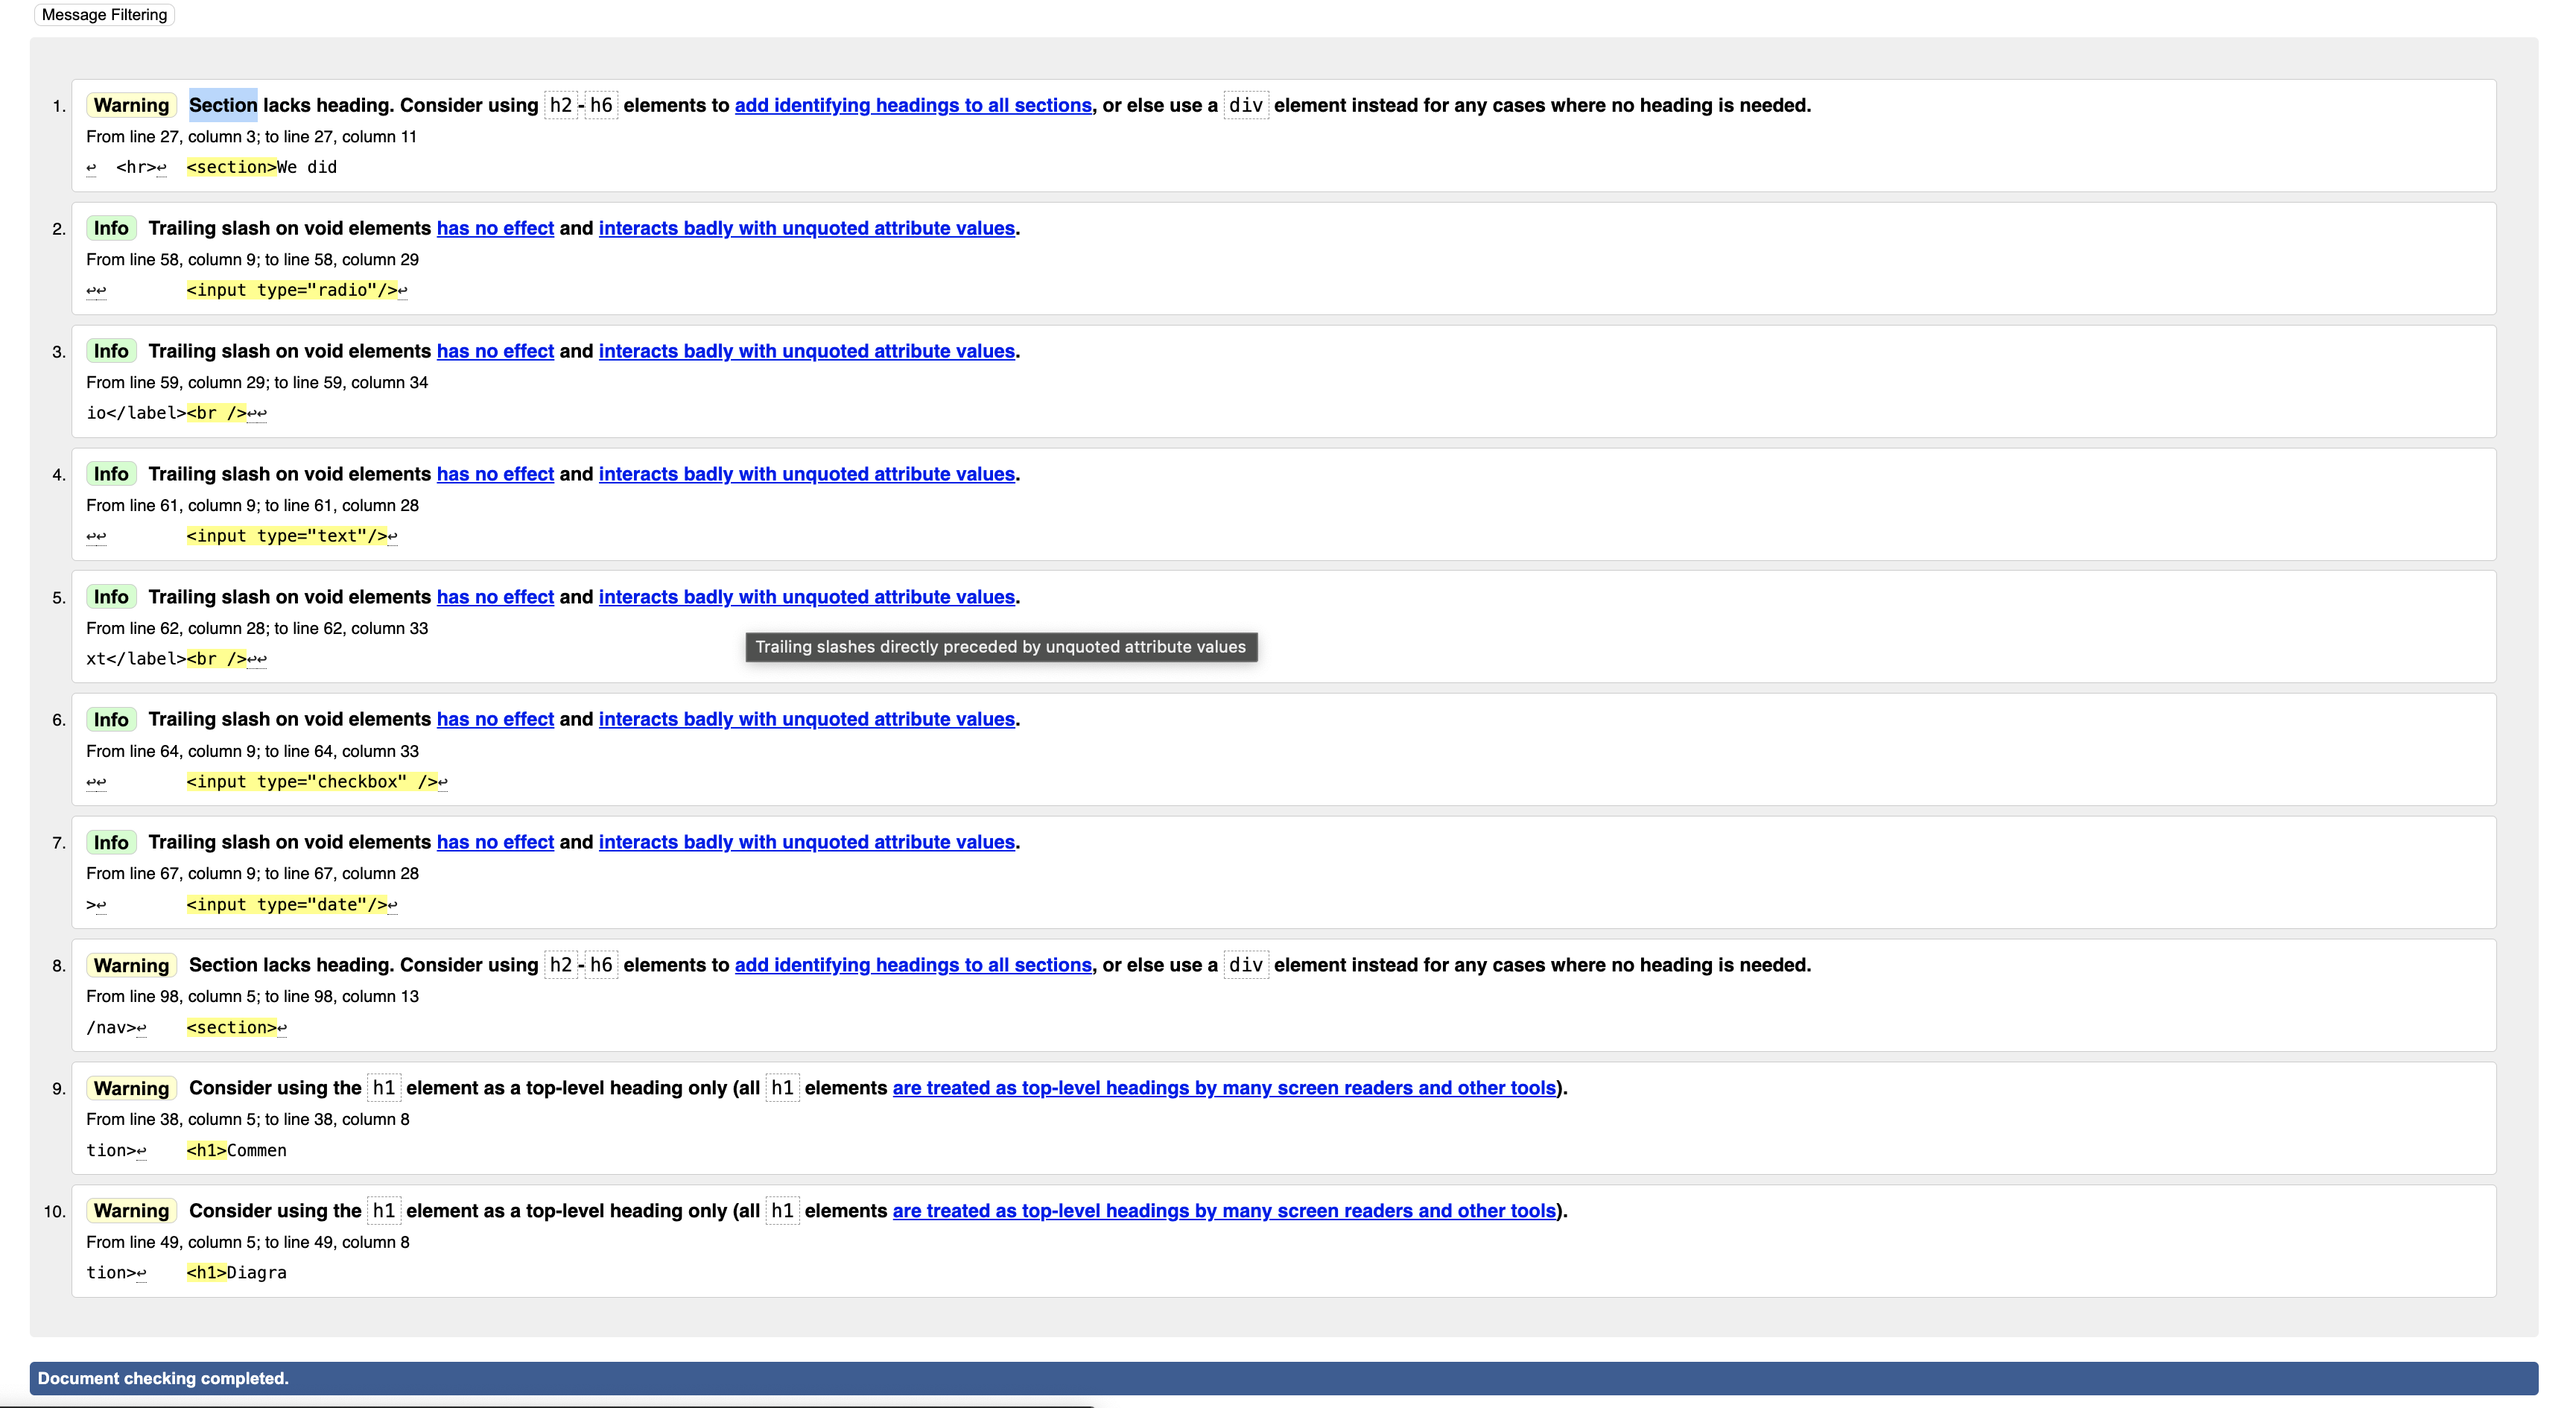 Message Filtering
1. Warning Section lacks heading. Consider using h2-h6 elements to add identifying headings to all sections, or else use a div element instead for any cases where no heading is needed.
From line 27, column 3; to line 27, column 11
↩  <hr>↩  <section>We did
2. Info Trailing slash on void elements has no effect and interacts badly with unquoted attribute values.
From line 58, column 9; to line 58, column 29
↩↩        <input type="radio"/>↩
3. Info Trailing slash on void elements has no effect and interacts badly with unquoted attribute values.
From line 59, column 29; to line 59, column 34
io</label><br />↩↩
4. Info Trailing slash on void elements has no effect and interacts badly with unquoted attribute values.
From line 61, column 9; to line 61, column 28
↩↩        <input type="text"/>↩
5. Info Trailing slash on void elements has no effect and interacts badly with unquoted attribute values.
From line 62, column 28; to line 62, column 33
Trailing slashes directly preceded by unquoted attribute values
xt</label><br />↩↩
6. Info Trailing slash on void elements has no effect and interacts badly with unquoted attribute values.
From line 64, column 9; to line 64, column 33
↩↩        <input type="checkbox" />↩
7. Info Trailing slash on void elements has no effect and interacts badly with unquoted attribute values.
From line 67, column 9; to line 67, column 28
>↩        <input type="date"/>↩
8. Warning Section lacks heading. Consider using h2-h6 elements to add identifying headings to all sections, or else use a div element instead for any cases where no heading is needed.
From line 98, column 5; to line 98, column 13
/nav>↩    <section>↩
9. Warning Consider using the h1 element as a top-level heading only (all h1 elements are treated as top-level headings by many screen readers and other tools).
From line 38, column 5; to line 38, column 8
tion>↩    <h1>Commen
10. Warning Consider using the h1 element as a top-level heading only (all h1 elements are treated as top-level headings by many screen readers and other tools).
From line 49, column 5; to line 49, column 8
tion>↩    <h1>Diagra
Document checking completed.